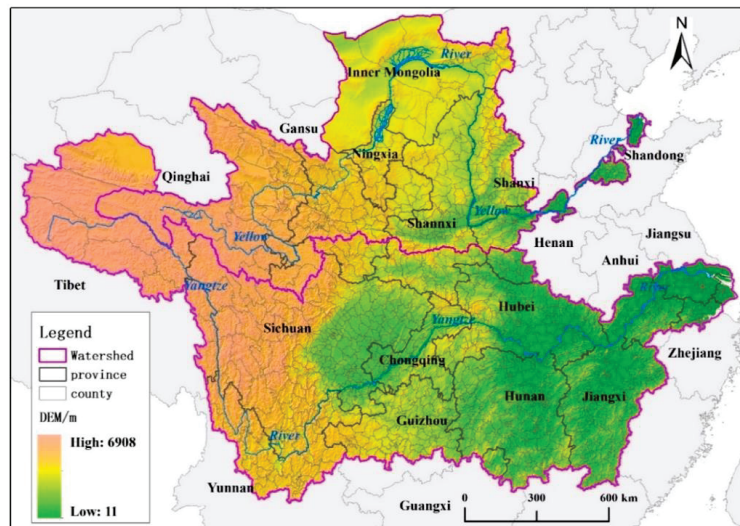 N
River
Inner Mongolia
Gansu
River
Ningxia
Shandong
Qinghai
Shanxi
Shannxi
Yellow
Yellow
Henan
Jiangsu
Anhui
Tibet
Yangtze
River
Hubei
Sichuan
Yangtze
Legend
Watershed
province
county
DEM/m
High: 6908
Low: 11
Chongqing
Zhejiang
Hunan
Jiangxi
Guizhou
River
Yunnan
Guangxi
0 300 600 km